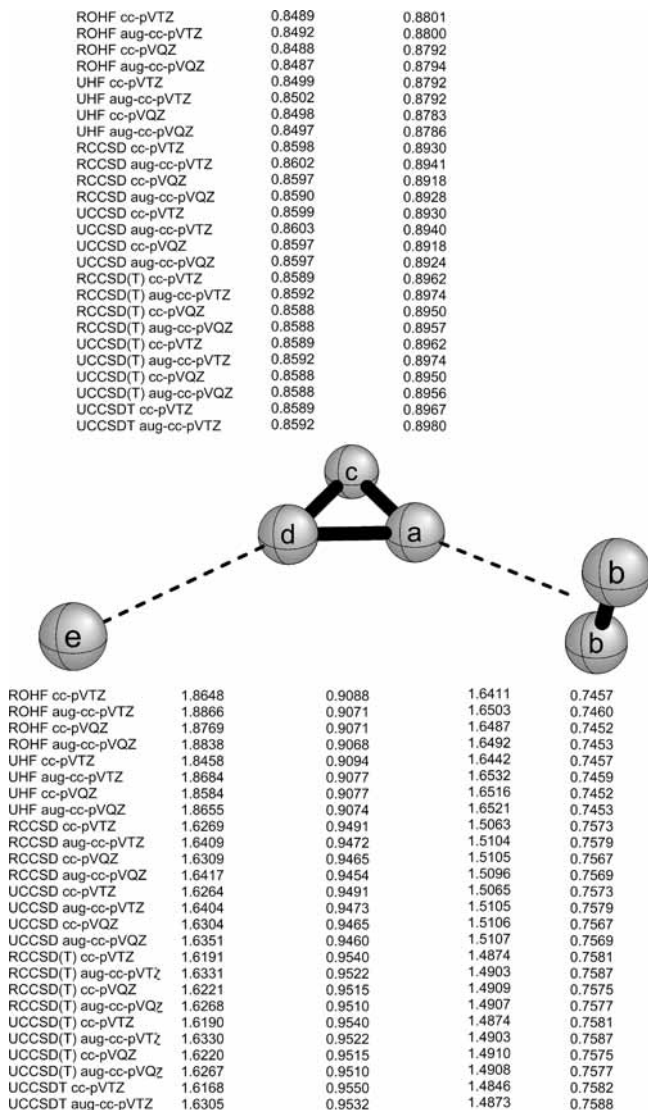 ROHF cc-pVTZ 0.8489 0.8801
ROHF aug-cc-pVTZ 0.8492 0.8800
ROHF cc-pVQZ 0.8488 0.8792
ROHF aug-cc-pVQZ 0.8487 0.8794
UHF cc-pVTZ 0.8499 0.8792
UHF aug-cc-pVTZ 0.8502 0.8792
UHF cc-pVQZ 0.8498 0.8783
UHF aug-cc-pVQZ 0.8497 0.8786
RCCSD cc-pVTZ 0.8598 0.8930
RCCSD aug-cc-pVTZ 0.8602 0.8941
RCCSD cc-pVQZ 0.8597 0.8918
RCCSD aug-cc-pVQZ 0.8590 0.8928
UCCSD cc-pVTZ 0.8599 0.8930
UCCSD aug-cc-pVTZ 0.8603 0.8940
UCCSD cc-pVQZ 0.8597 0.8918
UCCSD aug-cc-pVQZ 0.8597 0.8924
RCCSD(T) cc-pVTZ 0.8589 0.8962
RCCSD(T) aug-cc-pVTZ 0.8592 0.8974
RCCSD(T) cc-pVQZ 0.8588 0.8950
RCCSD(T) aug-cc-pVQZ 0.8588 0.8957
UCCSD(T) cc-pVTZ 0.8589 0.8962
UCCSD(T) aug-cc-pVTZ 0.8592 0.8974
UCCSD(T) cc-pVQZ 0.8588 0.8950
UCCSD(T) aug-cc-pVQZ 0.8588 0.8956
UCCSDT cc-pVTZ 0.8589 0.8967
UCCSDT aug-cc-pVTZ 0.8592 0.8980
c
d a
b
e b
ROHF cc-pVTZ 1.8648 0.9088 1.6411 0.7457
ROHF aug-cc-pVTZ 1.8866 0.9071 1.6503 0.7460
ROHF cc-pVQZ 1.8769 0.9071 1.6487 0.7452
ROHF aug-cc-pVQZ 1.8838 0.9068 1.6492 0.7453
UHF cc-pVTZ 1.8458 0.9094 1.6442 0.7457
UHF aug-cc-pVTZ 1.8684 0.9077 1.6532 0.7459
UHF cc-pVQZ 1.8584 0.9077 1.6516 0.7452
UHF aug-cc-pVQZ 1.8655 0.9074 1.6521 0.7453
RCCSD cc-pVTZ 1.6269 0.9491 1.5063 0.7573
RCCSD aug-cc-pVTZ 1.6409 0.9472 1.5104 0.7579
RCCSD cc-pVQZ 1.6309 0.9465 1.5105 0.7567
RCCSD aug-cc-pVQZ 1.6417 0.9454 1.5096 0.7569
UCCSD cc-pVTZ 1.6264 0.9491 1.5065 0.7573
UCCSD aug-cc-pVTZ 1.6404 0.9473 1.5105 0.7579
UCCSD cc-pVQZ 1.6304 0.9465 1.5106 0.7567
UCCSD aug-cc-pVQZ 1.6351 0.9460 1.5107 0.7569
RCCSD(T) cc-pVTZ 1.6191 0.9540 1.4874 0.7581
RCCSD(T) aug-cc-pVTZ 1.6331 0.9522 1.4903 0.7587
RCCSD(T) cc-pVQZ 1.6221 0.9515 1.4909 0.7575
RCCSD(T) aug-cc-pVQZ 1.6268 0.9510 1.4907 0.7577
UCCSD(T) cc-pVTZ 1.6190 0.9540 1.4874 0.7581
UCCSD(T) aug-cc-pVTZ 1.6330 0.9522 1.4903 0.7587
UCCSD(T) cc-pVQZ 1.6220 0.9515 1.4910 0.7575
UCCSD(T) aug-cc-pVQZ 1.6267 0.9510 1.4908 0.7577
UCCSDT cc-pVTZ 1.6168 0.9550 1.4846 0.7582
UCCSDT aug-cc-pVTZ 1.6305 0.9532 1.4873 0.7588